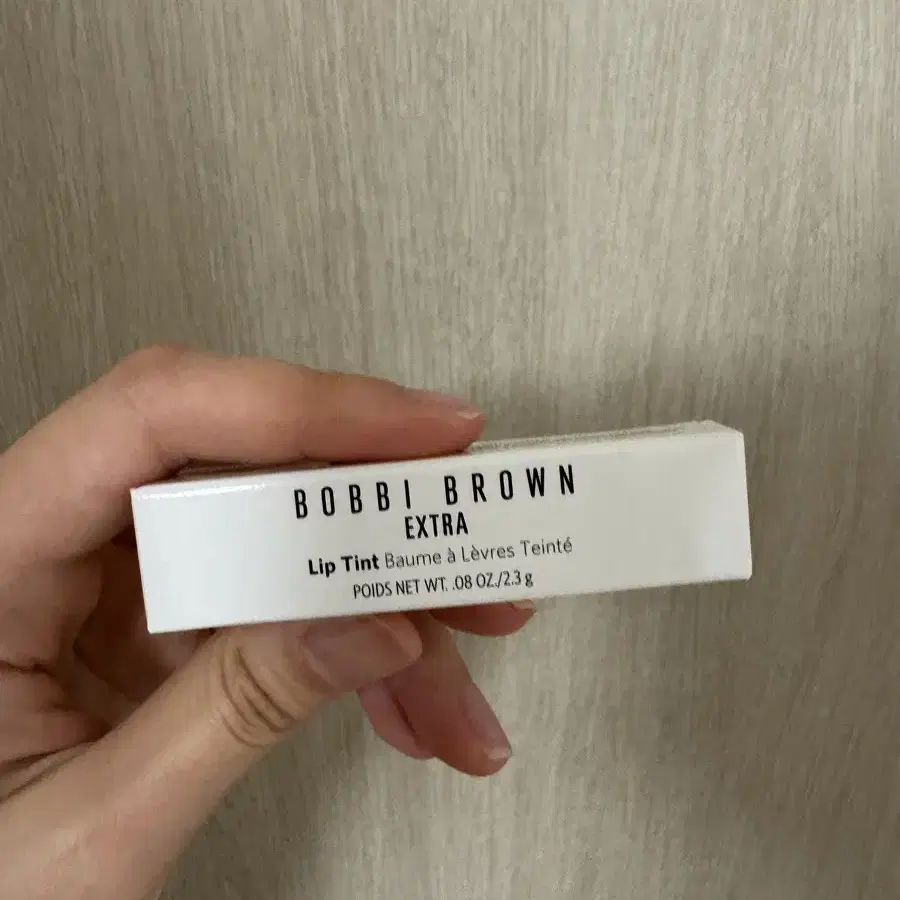 BOBBI BROWN
EXTRA
Lip Tint Baume à Lèvres Teinté
POIDS NET WT. .08 OZ./2.3 g